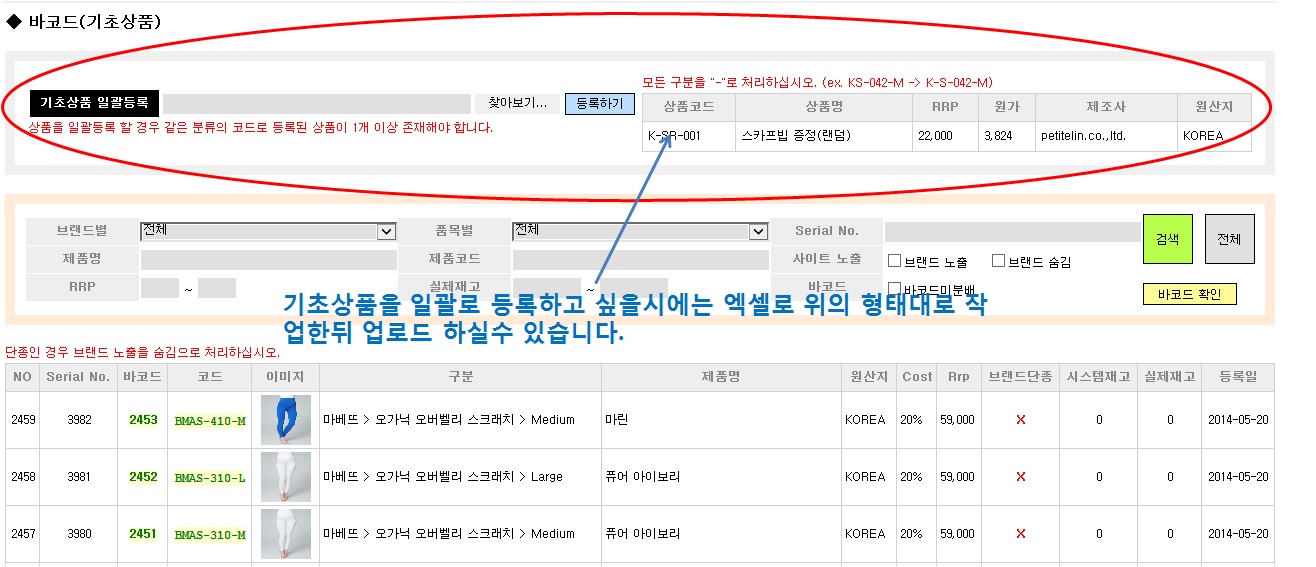 ◆ 바코드(기초상품)
모든 구분을 "-"로 처리하십시오. (ex. KS-042-M -> K-S-042-M)
기초상품 일괄등록 찾아보기... 등록하기
상품을 일괄등록 할 경우 같은 분류의 코드로 등록된 상품이 1개 이상 존재해야 합니다.
상품코드 상품명 RRP 원가 제조사 원산지
K-SR-001 스카프빕 증정(랜덤) 22,000 3,824 petitelin.co.,ltd. KOREA
브랜드별 전체 품목별 전체 Serial No. 검색 전체
제품명 제품코드 사이트 노출 브랜드 노출 브랜드 숨김
RRP ~ 실제재고 ~ 바코드 바코드미분배 바코드 확인
기초상품을 일괄로 등록하고 싶을시에는 엑셀로 위의 형태대로 작
업한뒤 업로드 하실수 있습니다.
단종인 경우 브랜드 노출을 숨김으로 처리하십시오.
NO Serial No. 바코드 코드 이미지 구분 제품명 원산지 Cost Rrp 브랜드단종 시스템재고 실제재고 등록일
2459 3982 2453 BMAS-410-M 마베뜨 > 오가닉 오버벨리 스크래치 > Medium 마린 KOREA 20% 59,000 X 0 0 2014-05-20
2458 3981 2452 BMAS-310-L 마베뜨 > 오가닉 오버벨리 스크래치 > Large 퓨어 아이보리 KOREA 20% 59,000 X 0 0 2014-05-20
2457 3980 2451 BMAS-310-M 마베뜨 > 오가닉 오버벨리 스크래치 > Medium 퓨어 아이보리 KOREA 20% 59,000 X 0 0 2014-05-20